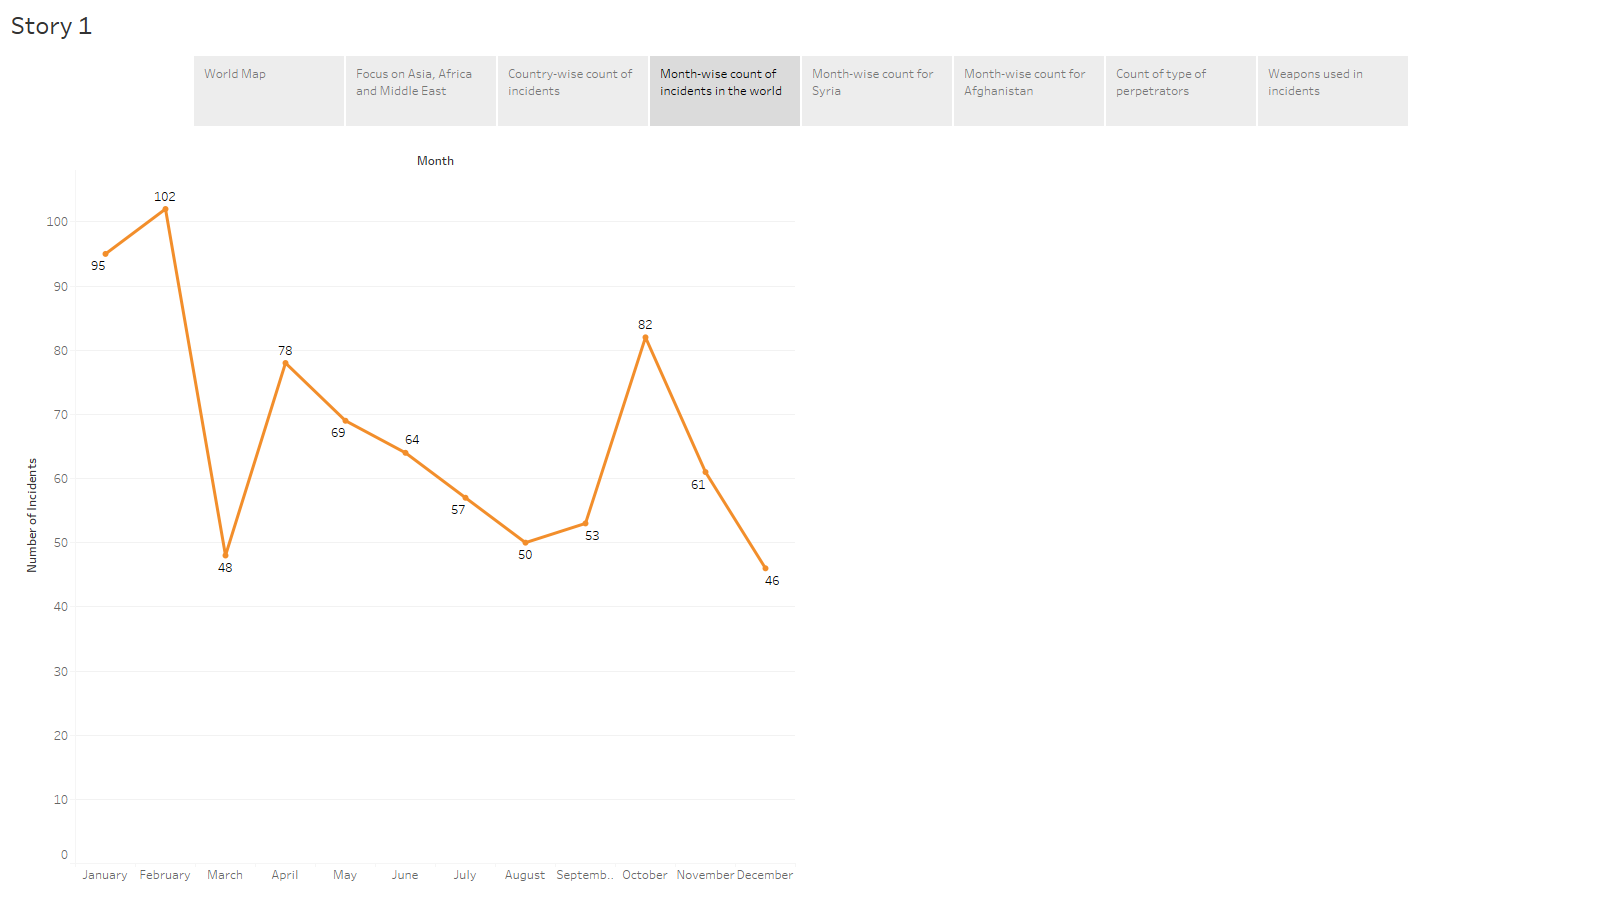 Story 1
World Map
Focus on Asia, Africa
and Middle East
Country-wise count of
incidents
Month-wise count of
incidents in the world
Month-wise count for
Syria
Month-wise count for
Afghanistan
Count of type of
perpetrators
Weapons used in
incidents
Month
102
100
95
90
82
80
78
70
69
64
Number of Incidents
60
61
57
50
53
50
48
46
40
30
20
10
0
January February March April May June July August Septemb.. October November December